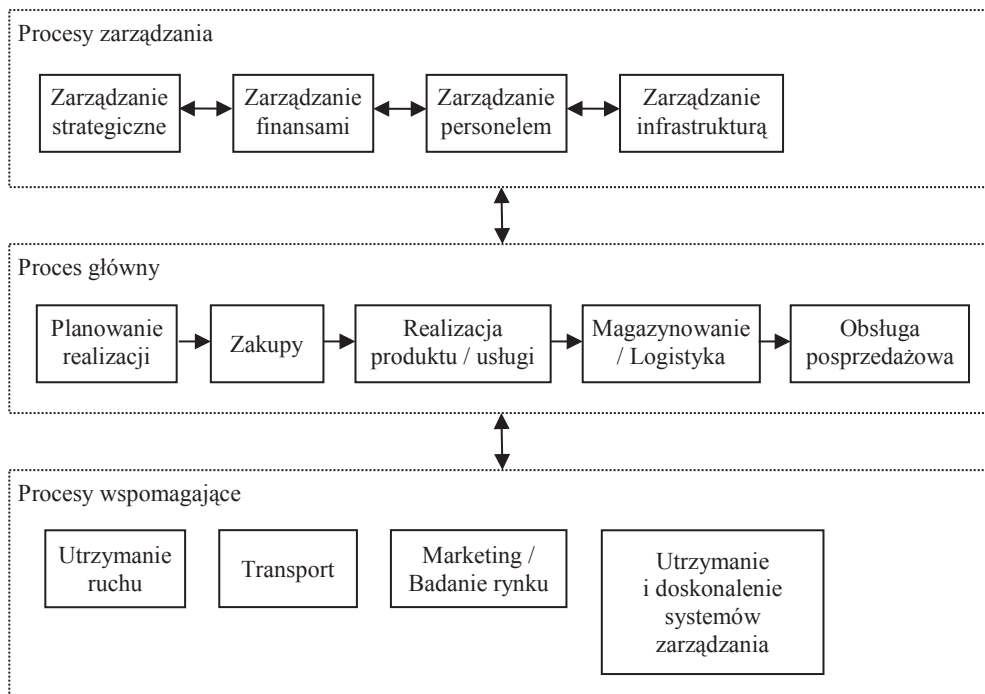 Procesy zarządzania
Zarządzanie
strategiczne
Zarządzanie
finansami
Zarządzanie
personelem
Zarządzanie
infrastrukturą
Proces główny
Planowanie
realizacji
Zakupy
Realizacja
produktu / usługi
Magazynowanie
/ Logistyka
Obsługa
posprzedażowa
Procesy wspomagające
Utrzymanie
ruchu
Transport
Marketing /
Badanie rynku
Utrzymanie
i doskonalenie
systemów
zarządzania